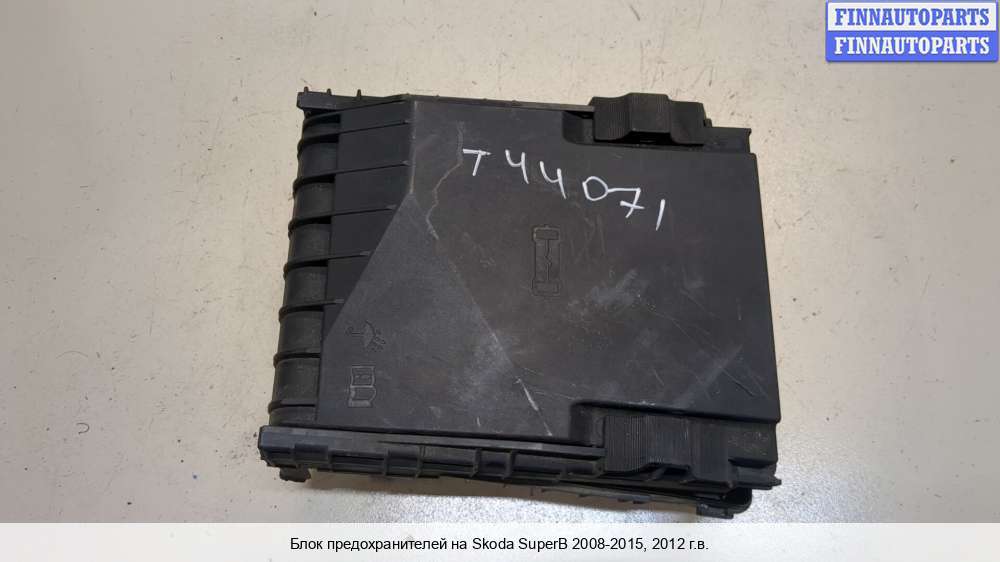 FINNAUTOPARTS
FINNAUTOPARTS
T44071
Блок предохранителей на Skoda SuperB 2008-2015, 2012 г.в.